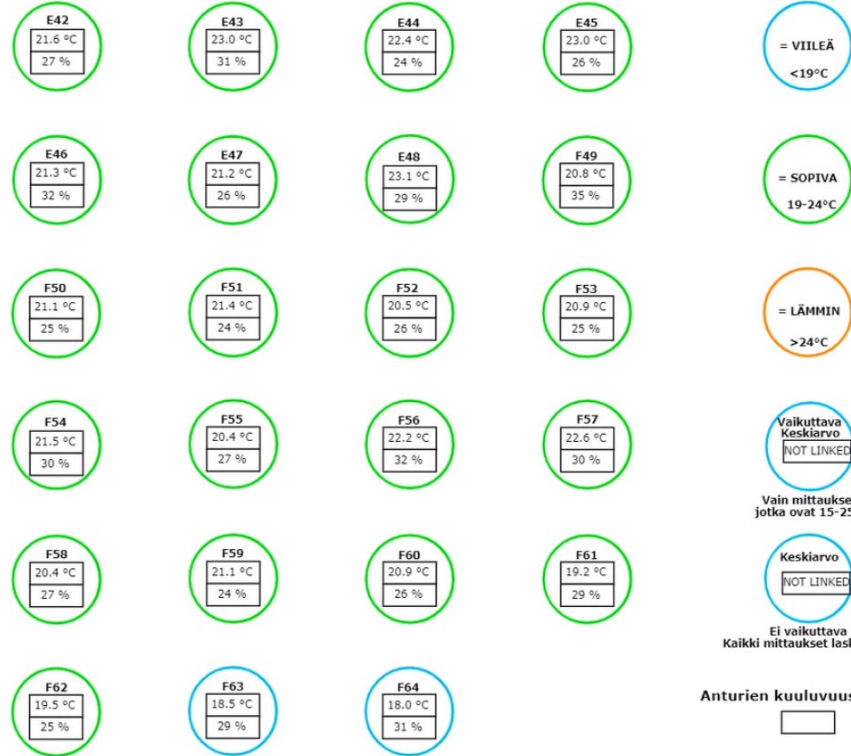 E42
21.6 °C
27 %
E43
23.0 °C
31 %
E44
22.4 °C
24 %
E45
23.0 °C
26 %
= VIILEÄ
<19°C
E46
21.3 °C
32 %
E47
21.2 °C
26 %
E48
23.1 °C
29 %
F49
20.8 °C
35 %
= SOPIVA
19-24°C
F50
21.1 °C
25 %
F51
21.4 °C
24 %
F52
20.5 °C
26 %
F53
20.9 °C
25 %
= LÄMMIN
>24°C
F54
21.5 °C
30 %
F55
20.4 °C
27 %
F56
22.2 °C
32 %
F57
22.6 °C
30 %
Vaikuttava
Keskiarvo
NOT LINKED
Vain mittaukse
jotka ovat 15-25
F58
20.4 °C
27 %
F59
21.1 °C
24 %
F60
20.9 °C
26 %
F61
19.2 °C
29 %
Keskiarvo
NOT LINKED
Ei vaikuttava
Kaikki mittaukset lask
F62
19.5 °C
25 %
F63
18.5 °C
29 %
F64
18.0 °C
31 %
Anturien kuuluvuus